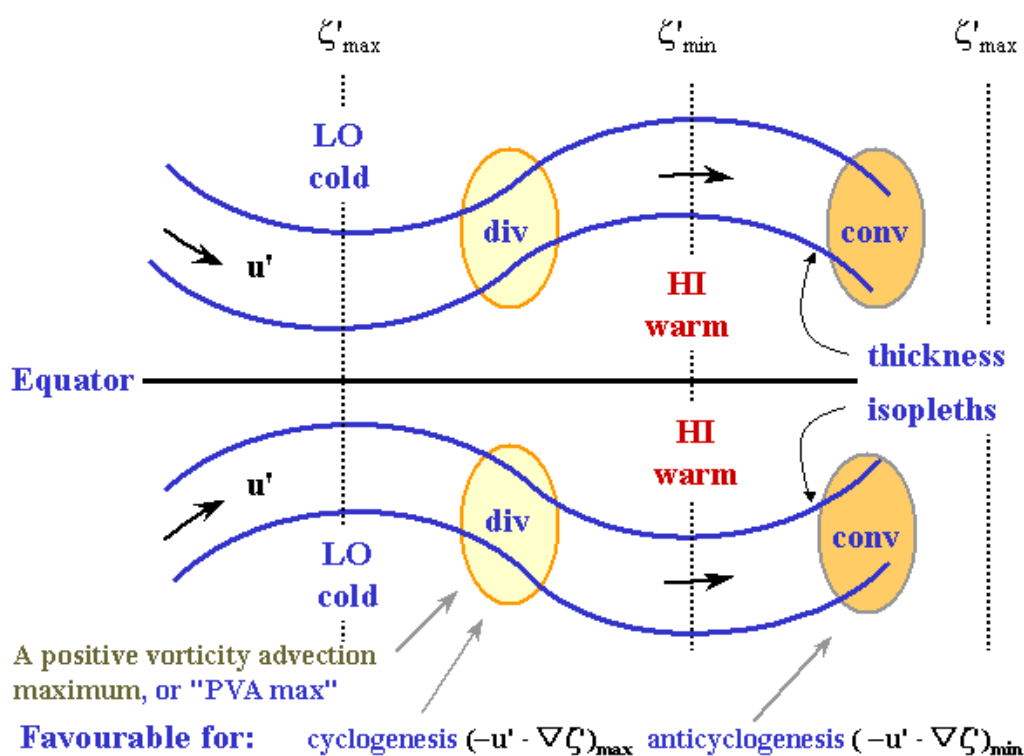 ζ'max ζ'min ζ'max
LO
cold
div
conv
u'
HI
warm
thickness
Equator
isopleths
HI
warm
u'
div
conv
LO
cold
A positive vorticity advection
maximum, or "PVA max"
Favourable for: cyclogenesis (−u' · ∇ζ')max anticyclogenesis (−u' · ∇ζ')min